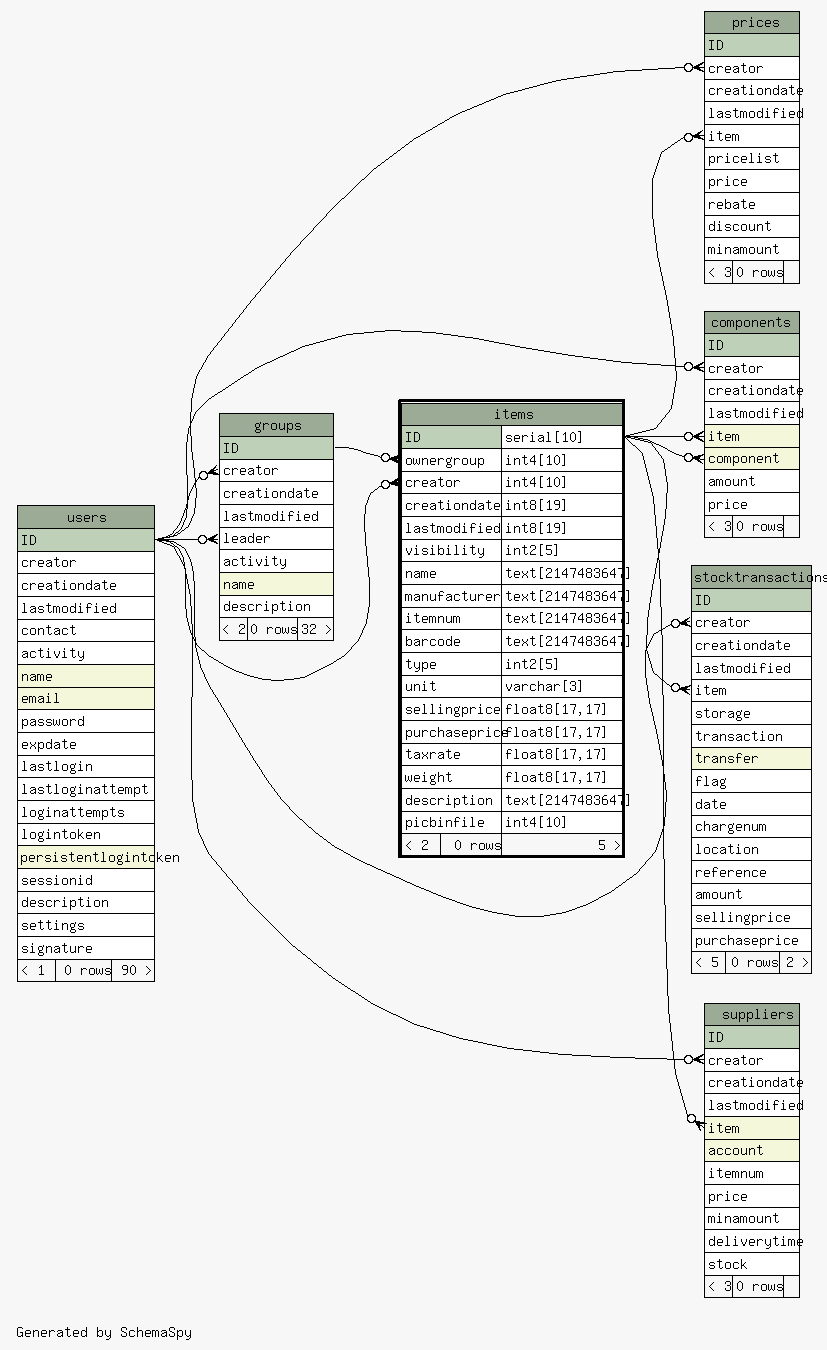 prices
ID
creator
creationdate
lastmodified
item
pricelist
price
rebate
discount
minamount
< 3 0 rows
components
ID
creator
creationdate
lastmodified
item
component
amount
price
< 3 0 rows
groups
ID
creator
creationdate
lastmodified
leader
activity
name
description
< 2 0 rows 32 >
items
ID serial[10]
ownergroup int4[10]
creator int4[10]
creationdate int8[19]
lastmodified int8[19]
visibility int2[5]
name text[2147483647]
manufacturer text[2147483647]
itemnum text[2147483647]
barcode text[2147483647]
type int2[5]
unit varchar[3]
sellingprice float8[17,17]
purchaseprice float8[17,17]
taxrate float8[17,17]
weight float8[17,17]
description text[2147483647]
picbinfile int4[10]
< 2 0 rows 5 >
users
ID
creator
creationdate
lastmodified
contact
activity
name
email
password
expdate
lastlogin
lastloginattempt
loginattempts
logintoken
persistentlogintoken
sessionid
description
settings
signature
< 1 0 rows 90 >
stocktransactions
ID
creator
creationdate
lastmodified
item
storage
transaction
transfer
flag
date
chargenum
location
reference
amount
sellingprice
purchaseprice
< 5 0 rows 2 >
suppliers
ID
creator
creationdate
lastmodified
item
account
itemnum
price
minamount
deliverytime
stock
< 3 0 rows
Generated by SchemaSpy